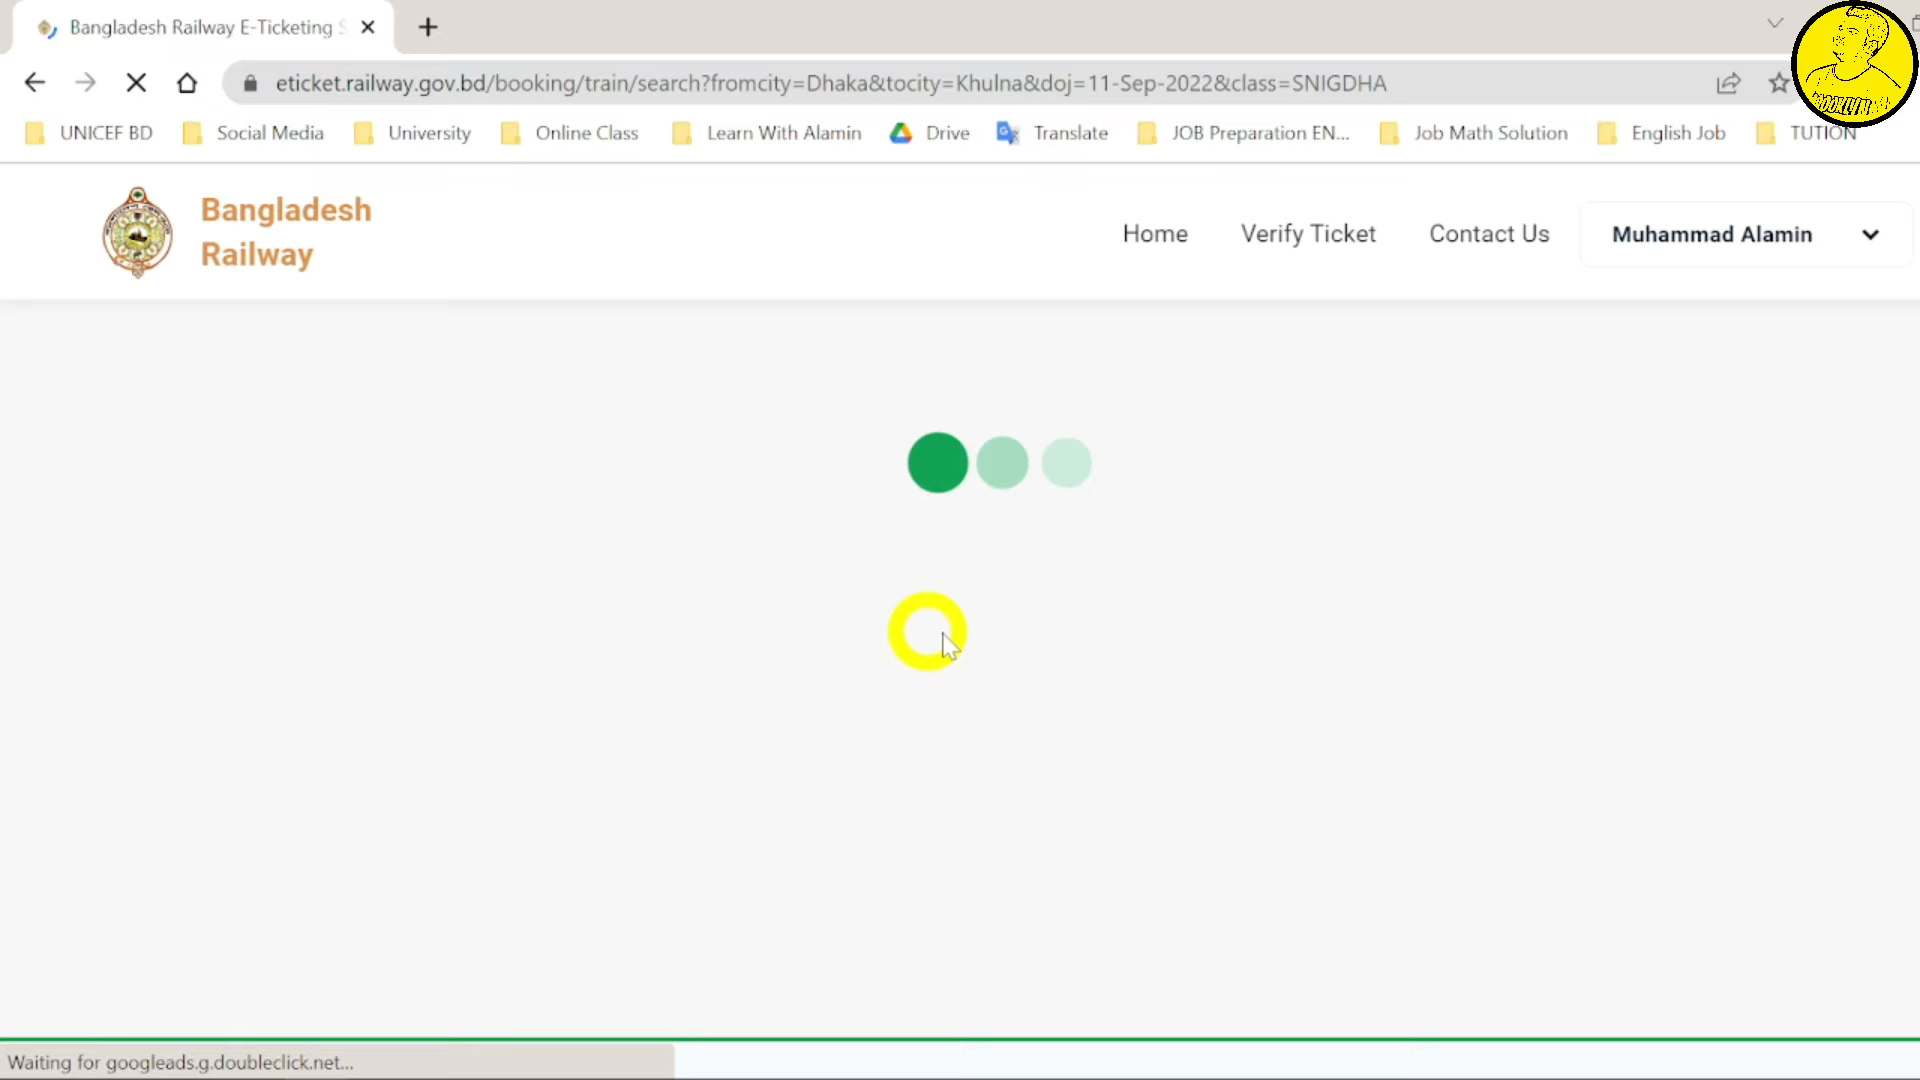 Bangladesh Railway E-Ticketing S
eticket.railway.gov.bd/booking/train/search?fromcity=Dhaka&tocity=Khulna&doj=11-Sep-2022&class=SNIGDHA
UNICEF BD Social Media University Online Class Learn With Alamin Drive Translate JOB Preparation EN... Job Math Solution English Job TUTION
Bangladesh
Railway
Home Verify Ticket Contact Us Muhammad Alamin
Waiting for googleads.g.doubleclick.net...